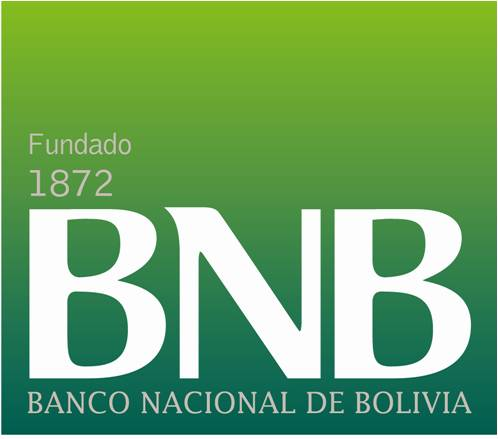 Fundado
1872
BNB
BANCO NACIONAL DE BOLIVIA